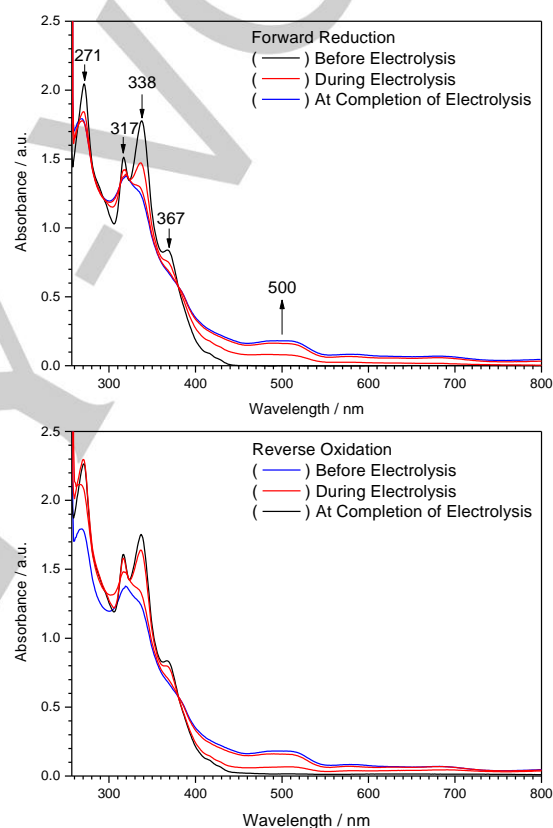 Forward Reduction
( ) Before Electrolysis
( ) During Electrolysis
( ) At Completion of Electrolysis
271
317
338
367
500
2.5
2.0
1.5
1.0
0.5
0.0
Absorbance / a.u.
300 400 500 600 700 800
Wavelength / nm
Reverse Oxidation
( ) Before Electrolysis
( ) During Electrolysis
( ) At Completion of Electrolysis
2.5
2.0
1.5
1.0
0.5
0.0
Absorbance / a.u.
300 400 500 600 700 800
Wavelength / nm